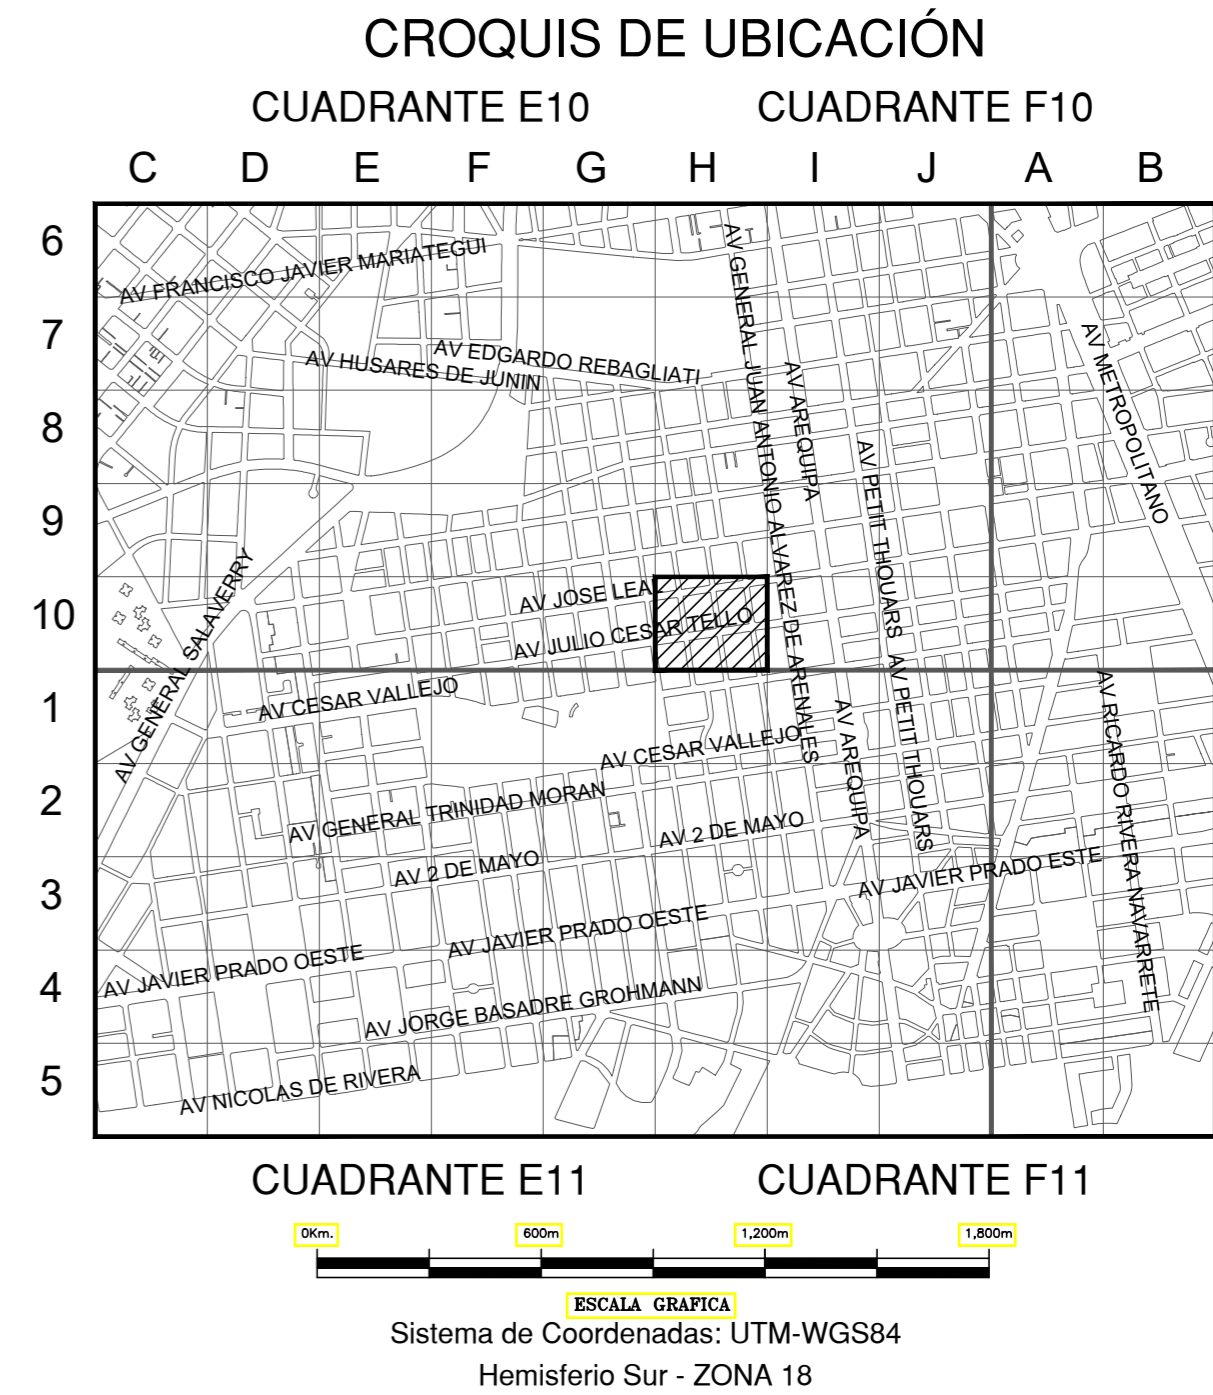 CROQUIS DE UBICACIÓN
CUADRANTE E10
CUADRANTE F10
C D E F G H I J A B
6
7
8
9
10
1
2
3
4
5
AV FRANCISCO JAVIER MARIATEGUI
AV GENERAL JUAN ANTONIO ALVAREZ DE ARENALES
AV EDGARDO REBAGLIATI
AV HUSARES DE JUNIN
AV AREQUIPA
AV METROPOLITANO
AV PETIT THOUARS
AV GENERAL SALAVERRY
AV JOSE LEAL
AV JULIO CESAR TELLO
AV CESAR VALLEJO
AV PETIT THOUARS
AV RICARDO RIVERA NAVARRETE
AV AREQUIPA
AV CESAR VALLEJO
AV GENERAL TRINIDAD MORAN
AV 2 DE MAYO
AV 2 DE MAYO
AV JAVIER PRADO ESTE
AV JAVIER PRADO OESTE
AV JAVIER PRADO OESTE
AV JORGE BASADRE GROHMANN
AV NICOLAS DE RIVERA
CUADRANTE E11
CUADRANTE F11
0Km. 600m 1,200m 1,800m
ESCALA GRAFICA
Sistema de Coordenadas: UTM-WGS84
Hemisferio Sur - ZONA 18